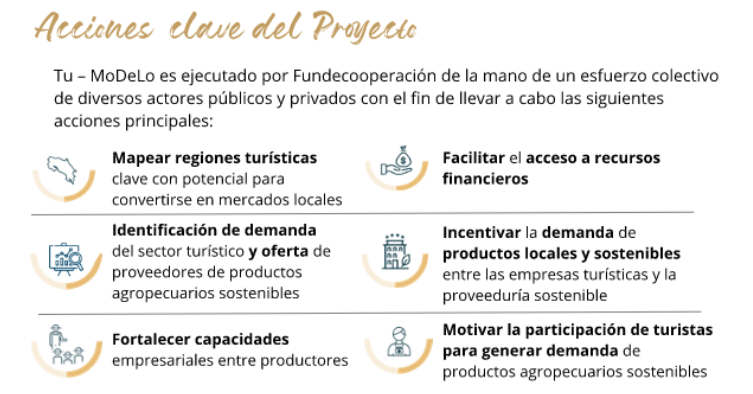 Acciones clave del Proyecto
Tu – MoDeLo es ejecutado por Fundecooperación de la mano de un esfuerzo colectivo
de diversos actores públicos y privados con el fin de llevar a cabo las siguientes
acciones principales:
Mapear regiones turísticas
clave con potencial para
convertirse en mercados locales
Facilitar el acceso a recursos
financieros
Identificación de demanda
del sector turístico y oferta de
proveedores de productos
agropecuarios sostenibles
Incentivar la demanda de
productos locales y sostenibles
entre las empresas turísticas y la
proveeduría sostenible
Fortalecer capacidades
empresariales entre productores
Motivar la participación de turistas
para generar demanda de
productos agropecuarios sostenibles